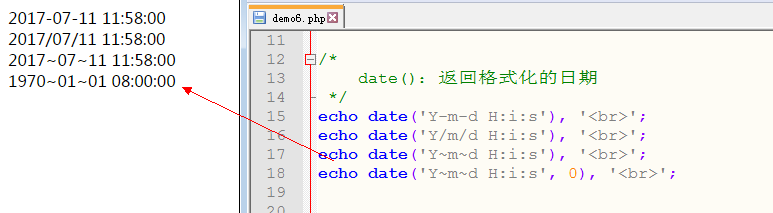 2017-07-11 11:58:00
2017/07/11 11:58:00
2017~07~11 11:58:00
1970~01~01 08:00:00
demo6.php
11
12 /*
13 date(): 返回格式化的日期
14 */
15 echo date('Y-m-d H:i:s'), '<br>';
16 echo date('Y/m/d H:i:s'), '<br>';
17 echo date('Y~m~d H:i:s'), '<br>';
18 echo date('Y~m~d H:i:s', 0), '<br>';
19
20